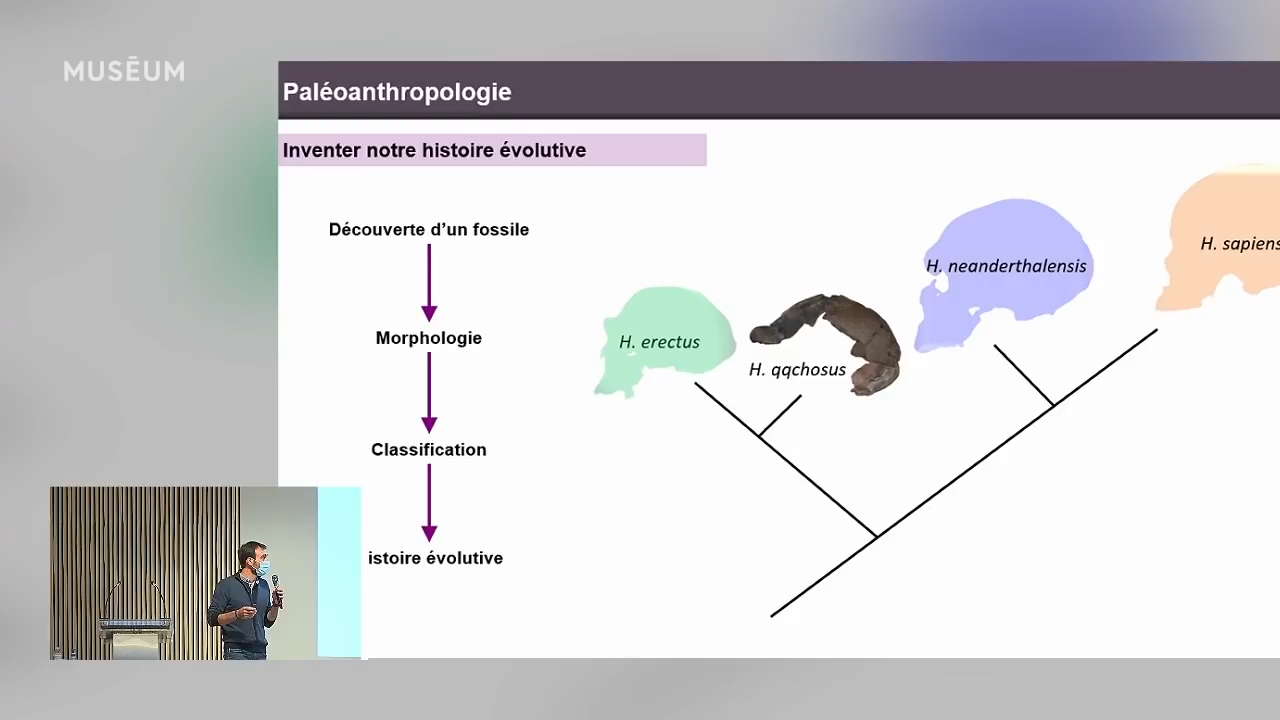 MUSĒUM
Paléoanthropologie
Inventer notre histoire évolutive
Découverte d’un fossile
Morphologie
Classification
istoire évolutive
H. erectus
H. qqchosus
H. neanderthalensis
H. sapiens